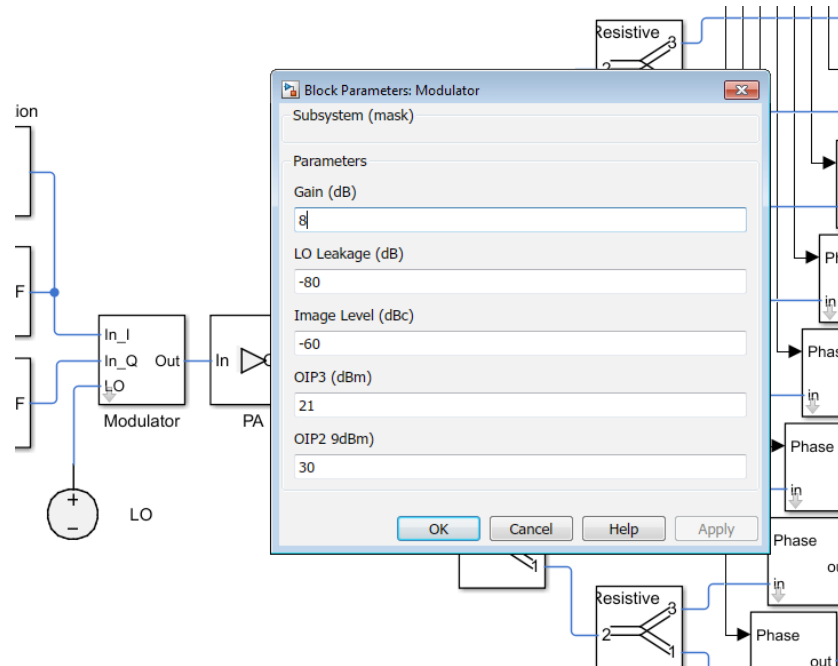 Resistive
3
2
Block Parameters: Modulator
Subsystem (mask)
ion
Parameters
Gain (dB)
8
LO Leakage (dB)
-80
Image Level (dBc)
-60
OIP3 (dBm)
21
OIP2 9dBm)
30
OK
Cancel
Help
Apply
F
In_I
In_Q
Out
LO
Modulator
In
PA
F
+
−
LO
in
Phas
in
Phase
in
Phase
ou
in
1
Resistive
3
2
1
Phase
out